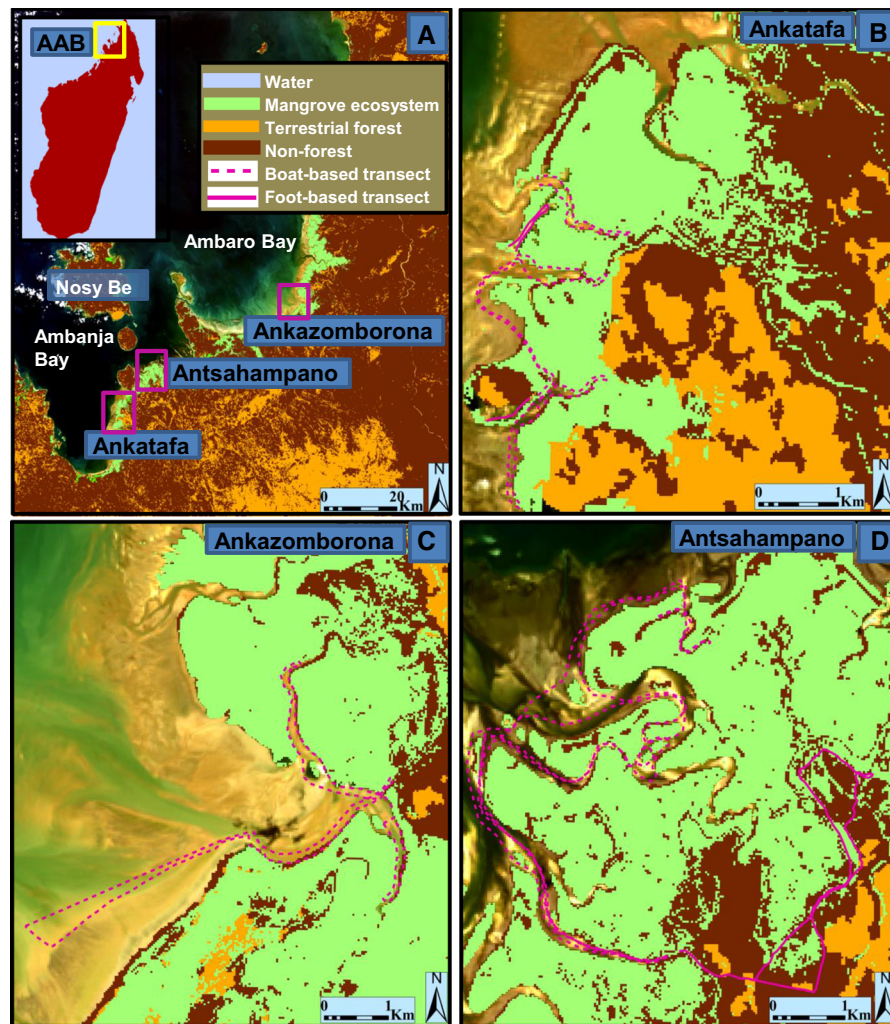 AAB
A
Water
Mangrove ecosystem
Terrestrial forest
Non-forest
Boat-based transect
Foot-based transect
Ambaro Bay
Nosy Be
Ankazomborona
Ambanja
Bay
Antsahampano
Ankatafa
N
0 20
Km
Ankatafa B
N
0 1
Km
Ankazomborona C
N
0 1
Km
Antsahampano D
N
0 1
Km